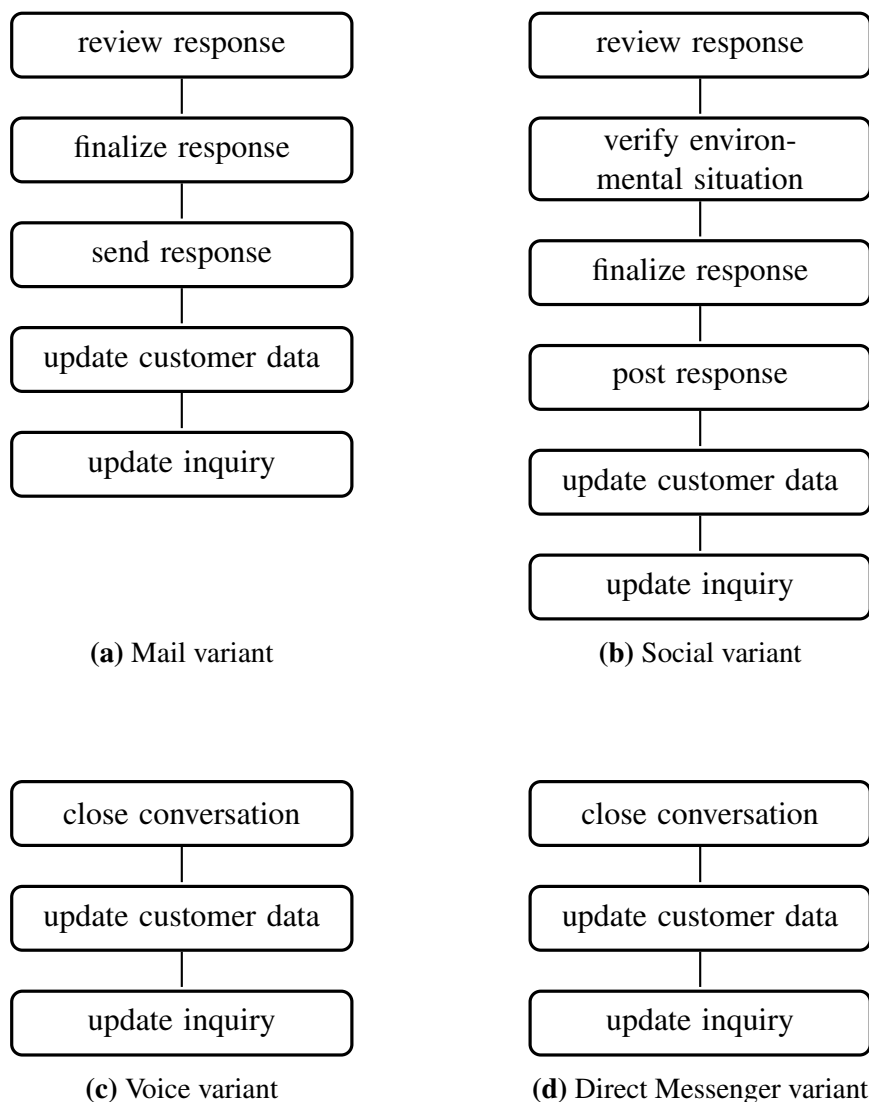 review response
finalize response
send response
update customer data
update inquiry
(a) Mail variant
review response
verify environ-
mental situation
finalize response
post response
update customer data
update inquiry
(b) Social variant
close conversation
update customer data
update inquiry
(c) Voice variant
close conversation
update customer data
update inquiry
(d) Direct Messenger variant